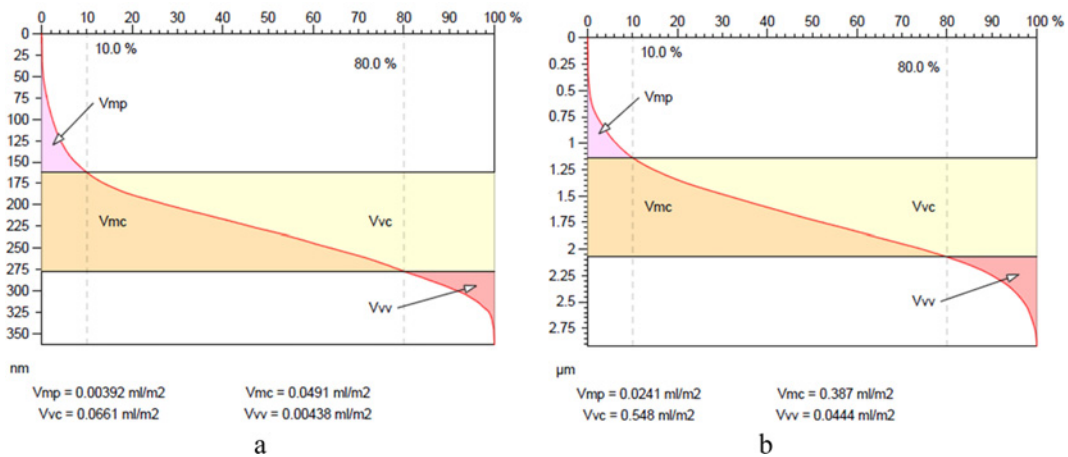 0 10 20 30 40 50 60 70 80 90 100 %
0
25
50
75
100
125
150
175
200
225
250
275
300
325
350
nm
10.0 %
80.0 %
Vmp
Vmc
Vvc
Vvv
Vmp = 0.00392 ml/m2 Vmc = 0.0491 ml/m2
Vvc = 0.0661 ml/m2 Vvv = 0.00438 ml/m2
a
0 10 20 30 40 50 60 70 80 90 100 %
0
0.25
0.5
0.75
1
1.25
1.5
1.75
2
2.25
2.5
2.75
µm
10.0 %
80.0 %
Vmp
Vmc
Vvc
Vvv
Vmp = 0.0241 ml/m2 Vmc = 0.387 ml/m2
Vvc = 0.548 ml/m2 Vvv = 0.0444 ml/m2
b